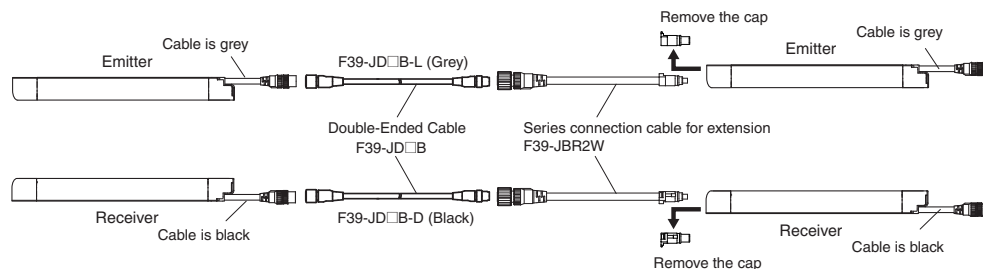 Remove the cap
Cable is grey
Emitter
F39-JD□B-L (Grey)
Emitter
Cable is grey
Double-Ended Cable
F39-JD□B
Series connection cable for extension
F39-JBR2W
Receiver
Cable is black
F39-JD□B-D (Black)
Receiver
Cable is black
Remove the cap